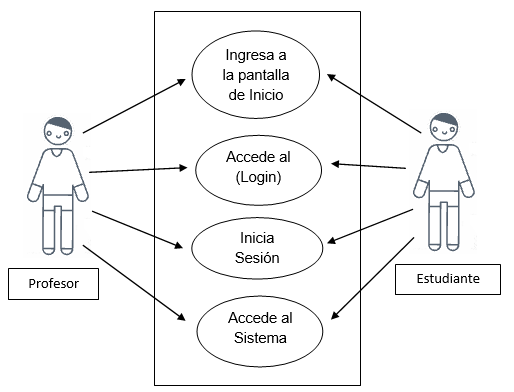 Ingresa a
la pantalla
de Inicio
Accede al
(Login)
Inicia
Sesión
Accede al
Sistema
Profesor
Estudiante